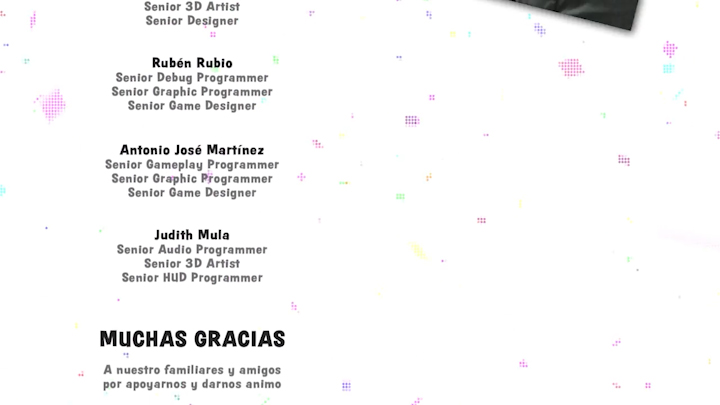 Senior 3D Artist
Senior Designer
Rubén Rubio
Senior Debug Programmer
Senior Graphic Programmer
Senior Game Designer
Antonio José Martínez
Senior Gameplay Programmer
Senior Graphic Programmer
Senior Game Designer
Judith Mula
Senior Audio Programmer
Senior 3D Artist
Senior HUD Programmer
MUCHAS GRACIAS
A nuestro familiares y amigos
por apoyarnos y darnos animo